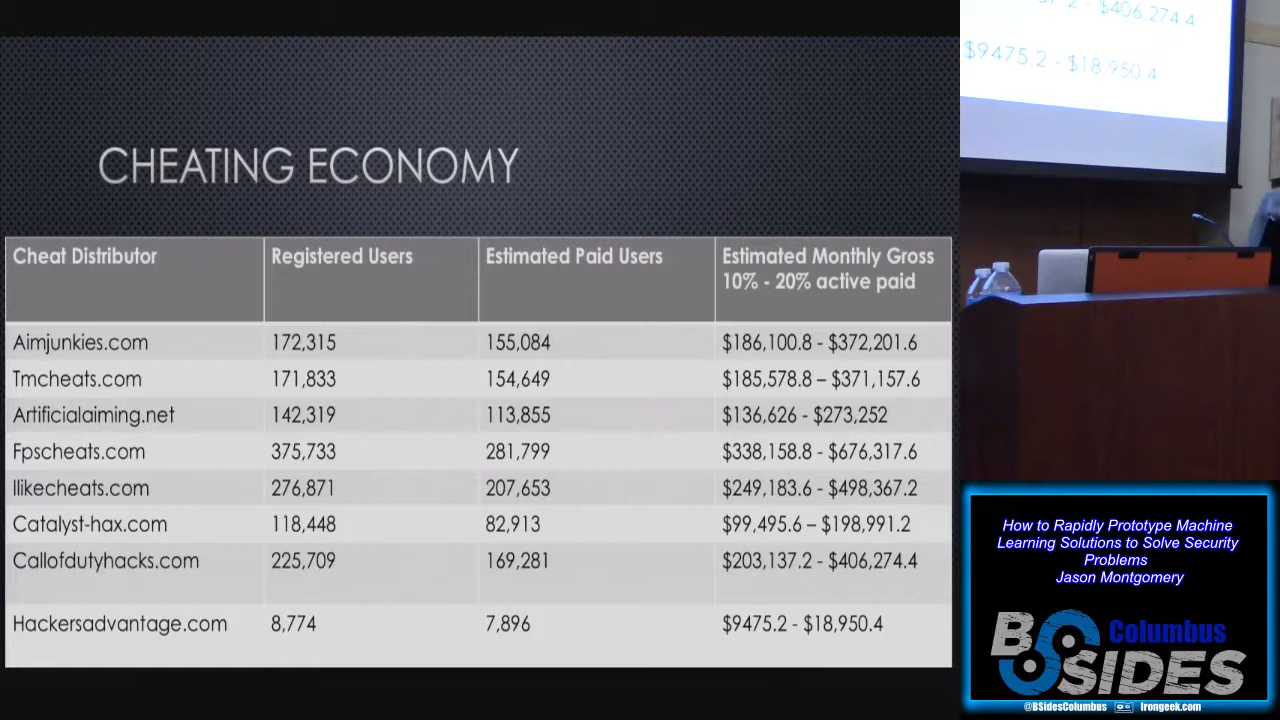 CHEATING ECONOMY
Cheat Distributor Registered Users Estimated Paid Users Estimated Monthly Gross
10% - 20% active paid
Aimjunkies.com 172,315 155,084 $186,100.8 - $372,201.6
Tmcheats.com 171,833 154,649 $185,578.8 – $371,157.6
Artificialaiming.net 142,319 113,855 $136,626 - $273,252
Fpscheats.com 375,733 281,799 $338,158.8 - $676,317.6
Ilikecheats.com 276,871 207,653 $249,183.6 - $498,367.2
Catalyst-hax.com 118,448 82,913 $99,495.6 – $198,991.2
Callofdutyhacks.com 225,709 169,281 $203,137.2 - $406,274.4
Hackersadvantage.com 8,774 7,896 $9475.2 - $18,950.4
- $406,274.4
$9475.2 - $18,950.4
How to Rapidly Prototype Machine
Learning Solutions to Solve Security
Problems
Jason Montgomery
BSIDES Columbus
@BSidesColumbus Irongeek.com